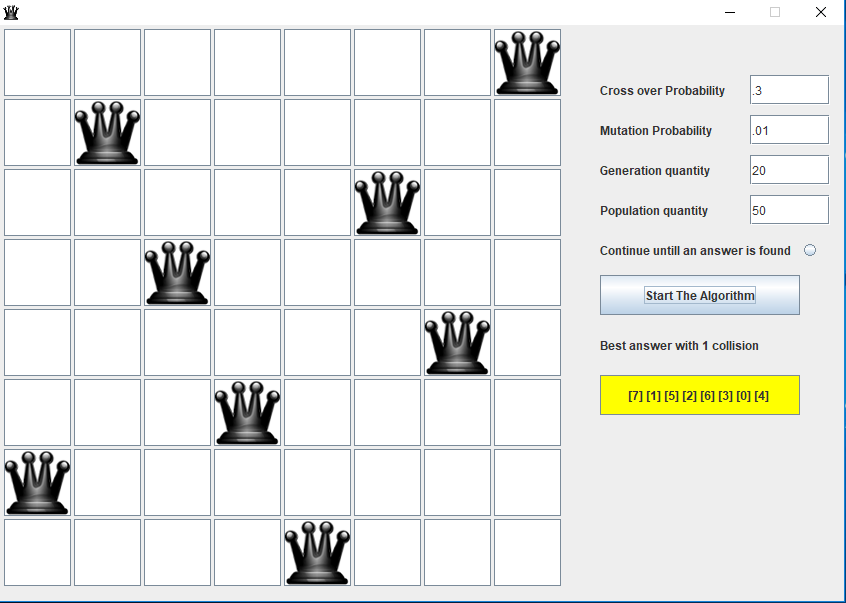 Cross over Probability .3
Mutation Probability .01
Generation quantity 20
Population quantity 50
Continue untill an answer is found
Start The Algorithm
Best answer with 1 collision
[7] [1] [5] [2] [6] [3] [0] [4]